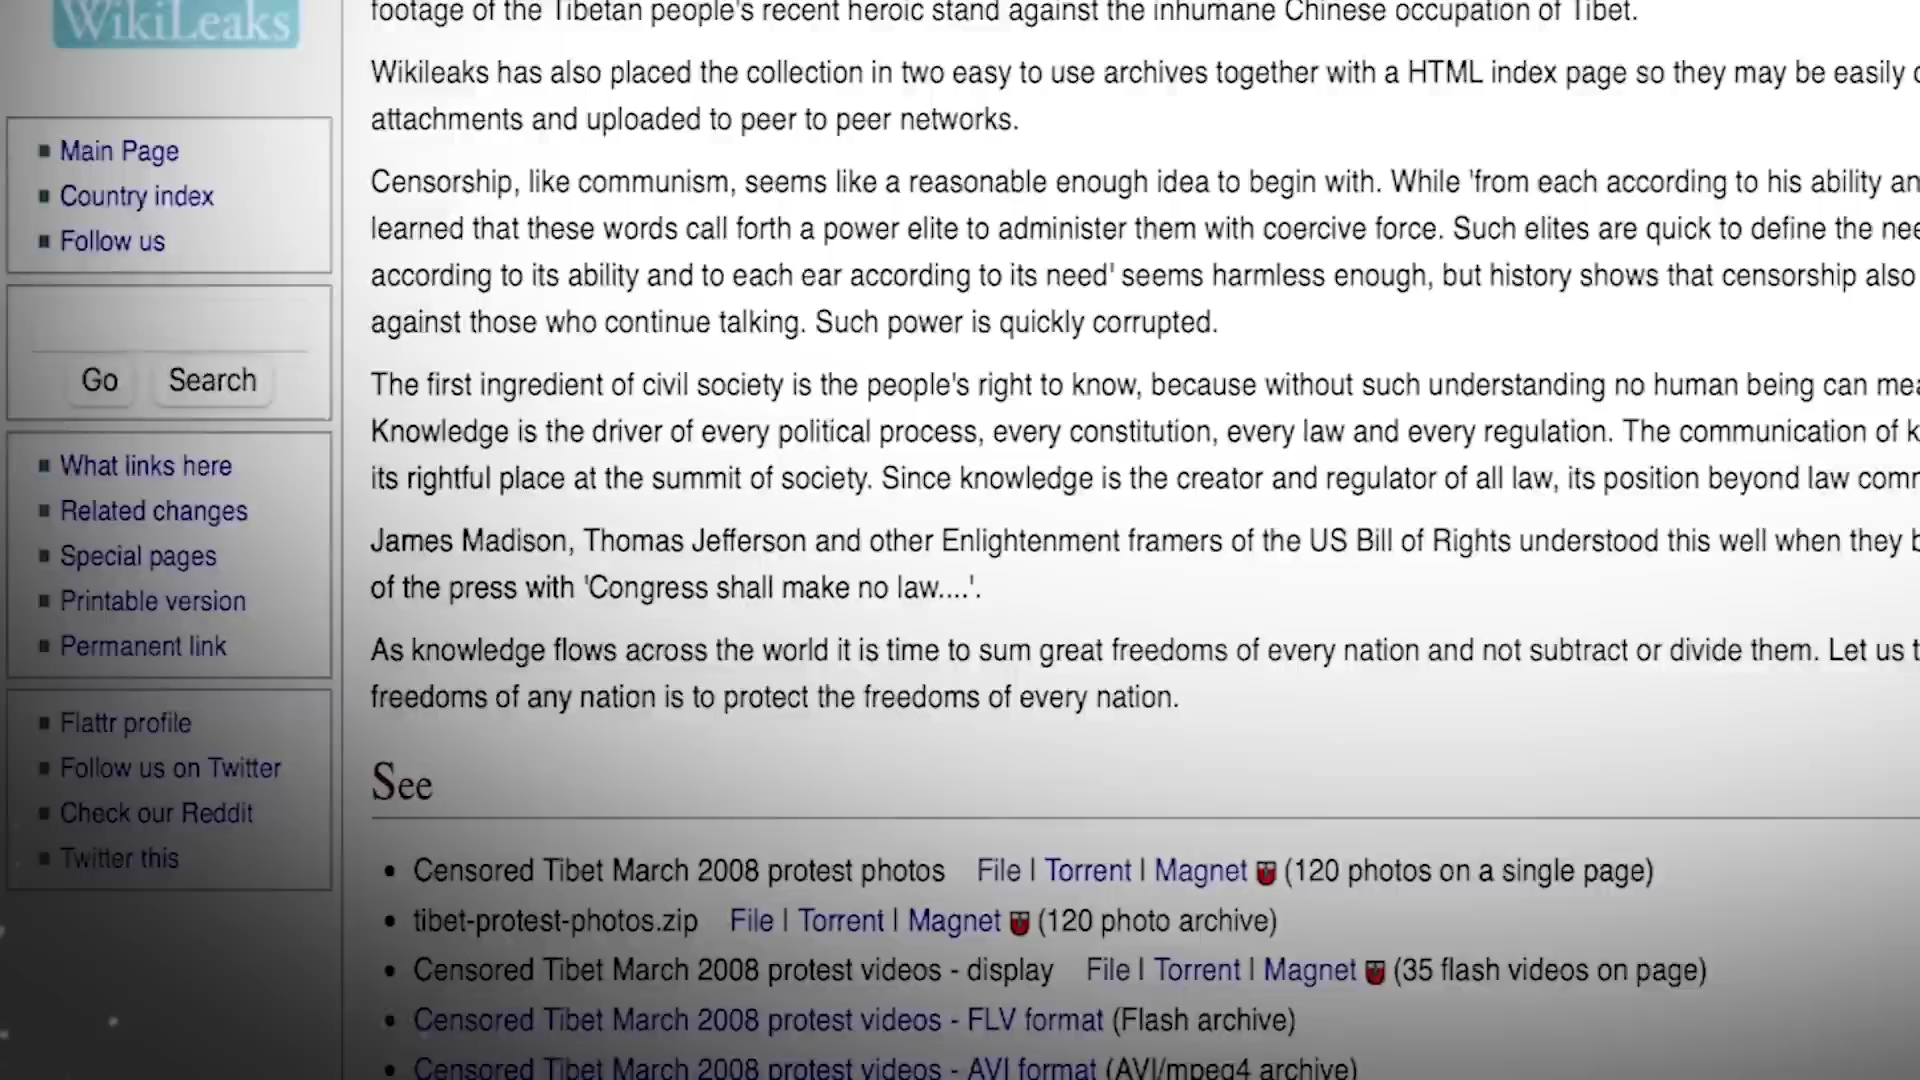 WikiLeaks
Main Page
Country index
Follow us
Go Search
What links here
Related changes
Special pages
Printable version
Permanent link
Flattr profile
Follow us on Twitter
Check our Reddit
Twitter this
footage of the Tibetan people's recent heroic stand against the inhumane Chinese occupation of Tibet.
Wikileaks has also placed the collection in two easy to use archives together with a HTML index page so they may be easily
attachments and uploaded to peer to peer networks.
Censorship, like communism, seems like a reasonable enough idea to begin with. While 'from each according to his ability an
learned that these words call forth a power elite to administer them with coercive force. Such elites are quick to define the nee
according to its ability and to each ear according to its need' seems harmless enough, but history shows that censorship also
against those who continue talking. Such power is quickly corrupted.
The first ingredient of civil society is the people's right to know, because without such understanding no human being can mea
Knowledge is the driver of every political process, every constitution, every law and every regulation. The communication of k
its rightful place at the summit of society. Since knowledge is the creator and regulator of all law, its position beyond law com
James Madison, Thomas Jefferson and other Enlightenment framers of the US Bill of Rights understood this well when they b
of the press with 'Congress shall make no law....'.
As knowledge flows across the world it is time to sum great freedoms of every nation and not subtract or divide them. Let us t
freedoms of any nation is to protect the freedoms of every nation.
See
• Censored Tibet March 2008 protest photos File | Torrent | Magnet (120 photos on a single page)
• tibet-protest-photos.zip File | Torrent | Magnet (120 photo archive)
• Censored Tibet March 2008 protest videos - display File | Torrent | Magnet (35 flash videos on page)
• Censored Tibet March 2008 protest videos - FLV format (Flash archive)
• Censored Tibet March 2008 protest videos - AVI format (AVI/mpeg4 archive)